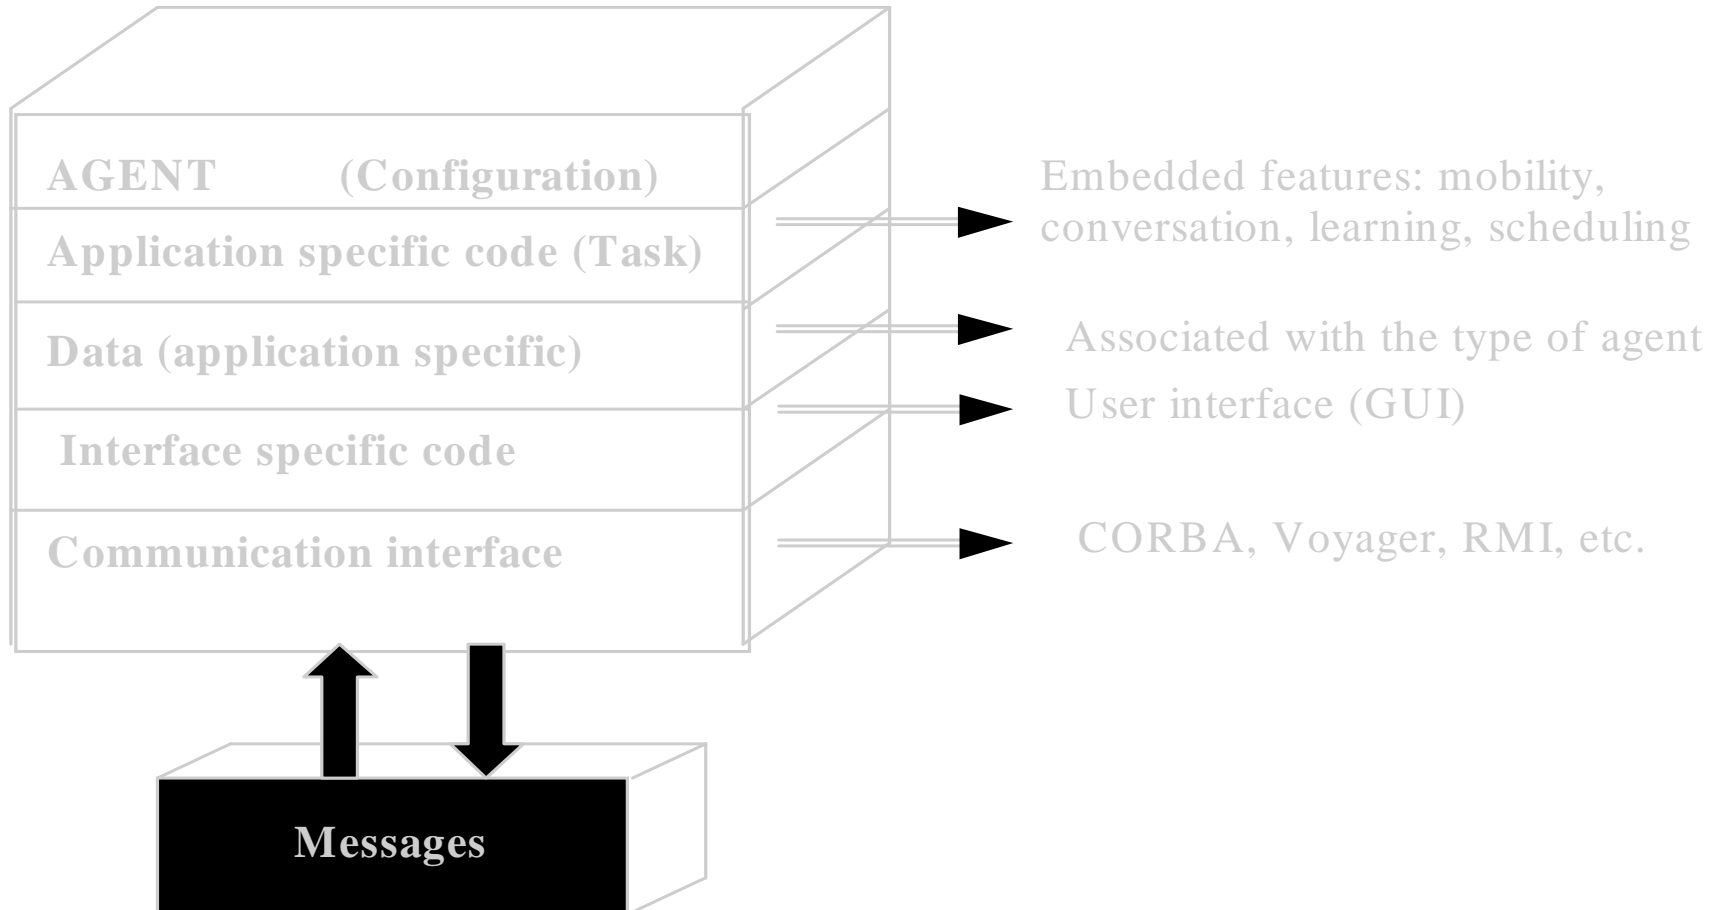 AGENT (Configuration)
Application specific code (Task)
Data (application specific)
Interface specific code
Communication interface
Embedded features: mobility,
conversation, learning, scheduling
Associated with the type of agent
User interface (GUI)
CORBA, Voyager, RMI, etc.
Messages